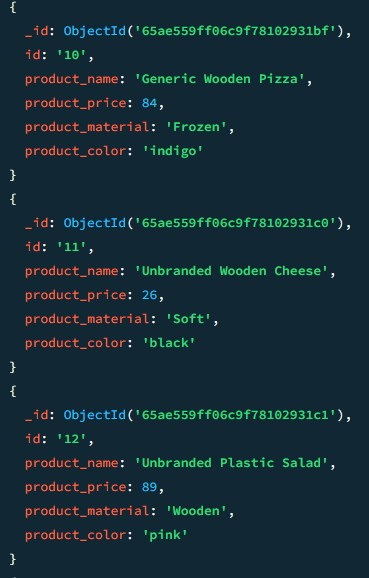 {
_id: ObjectId('65ae559ff06c9f78102931bf'),
id: '10',
product_name: 'Generic Wooden Pizza',
product_price: 84,
product_material: 'Frozen',
product_color: 'indigo'
}
{
_id: ObjectId('65ae559ff06c9f78102931c0'),
id: '11',
product_name: 'Unbranded Wooden Cheese',
product_price: 26,
product_material: 'Soft',
product_color: 'black'
}
{
_id: ObjectId('65ae559ff06c9f78102931c1'),
id: '12',
product_name: 'Unbranded Plastic Salad',
product_price: 89,
product_material: 'Wooden',
product_color: 'pink'
}